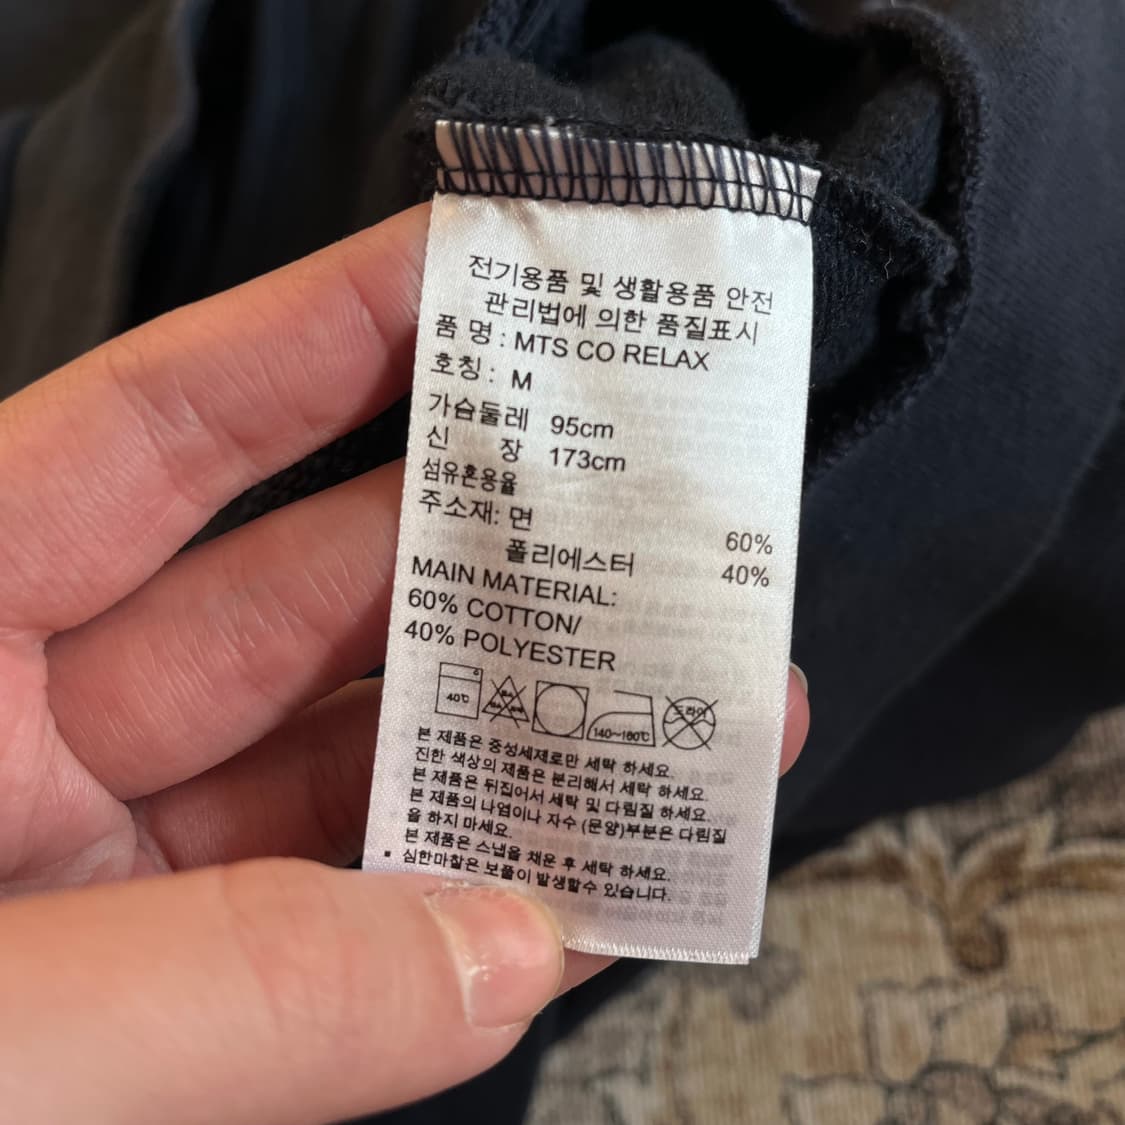 전기용품 및 생활용품 안전
관리법에 의한 품질표시
품 명 : MTS CO RELAX
호칭 : M
가슴둘레 95cm
신 장 173cm
섬유혼용율
주소재: 면 60%
폴리에스터 40%
MAIN MATERIAL:
60% COTTON/
40% POLYESTER
40℃
140~160℃
드라이
본 제품은 중성세제로만 세탁 하세요.
진한 색상의 제품은 분리해서 세탁 하세요.
본 제품은 뒤집어서 세탁 및 다림질 하세요.
본 제품의 나염이나 자수 (문양)부분은 다림질
을 하지 마세요.
본 제품은 스냅을 채운 후 세탁 하세요.
심한마찰은 보풀이 발생할수 있습니다.